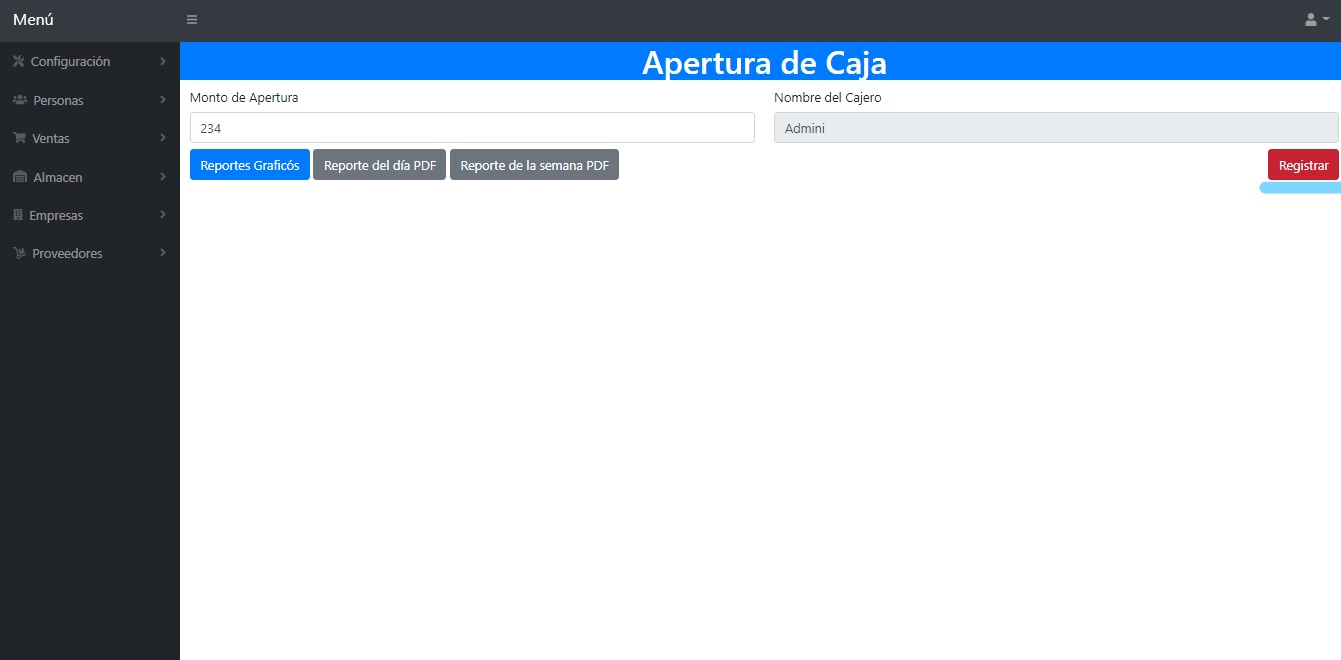 Menú
Configuración
Personas
Ventas
Almacen
Empresas
Proveedores
Apertura de Caja
Monto de Apertura
Nombre del Cajero
234
Admini
Reportes Graficós
Reporte del día PDF
Reporte de la semana PDF
Registrar